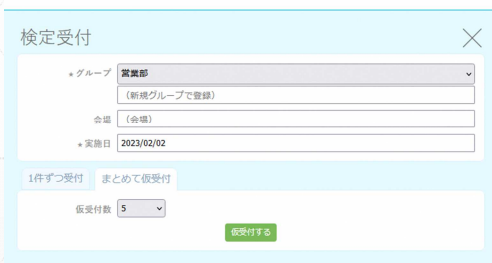 検定受付
* グループ 営業部
(新規グループで登録)
会場 (会場)
* 実施日 2023/02/02
1件ずつ受付 まとめて仮受付
仮受付数 5
仮受付する